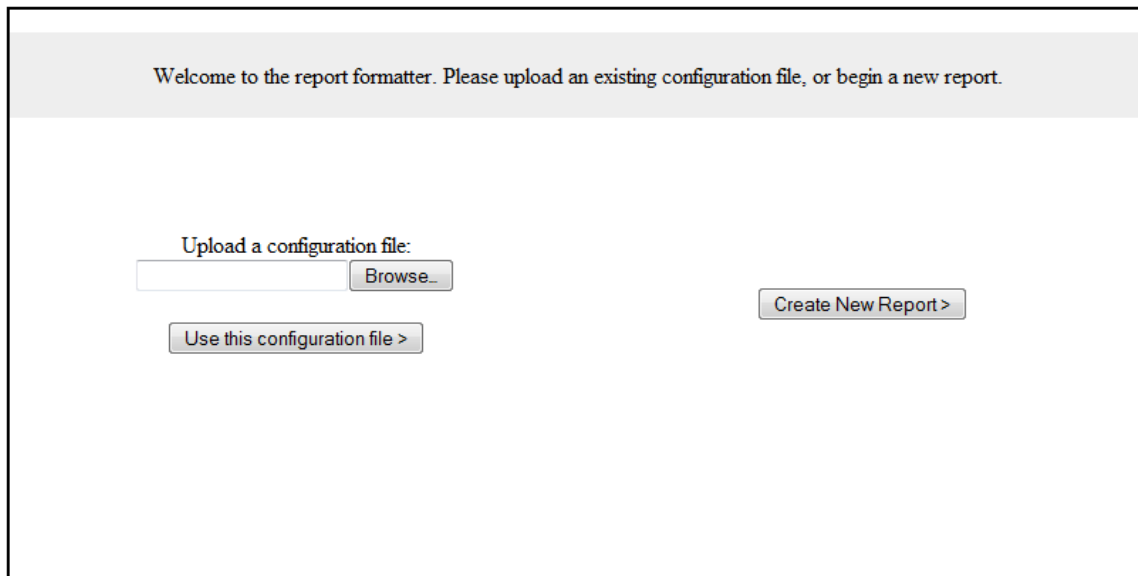 Welcome to the report formatter. Please upload an existing configuration file, or begin a new report.
Upload a configuration file:
Browse...
Use this configuration file >
Create New Report >